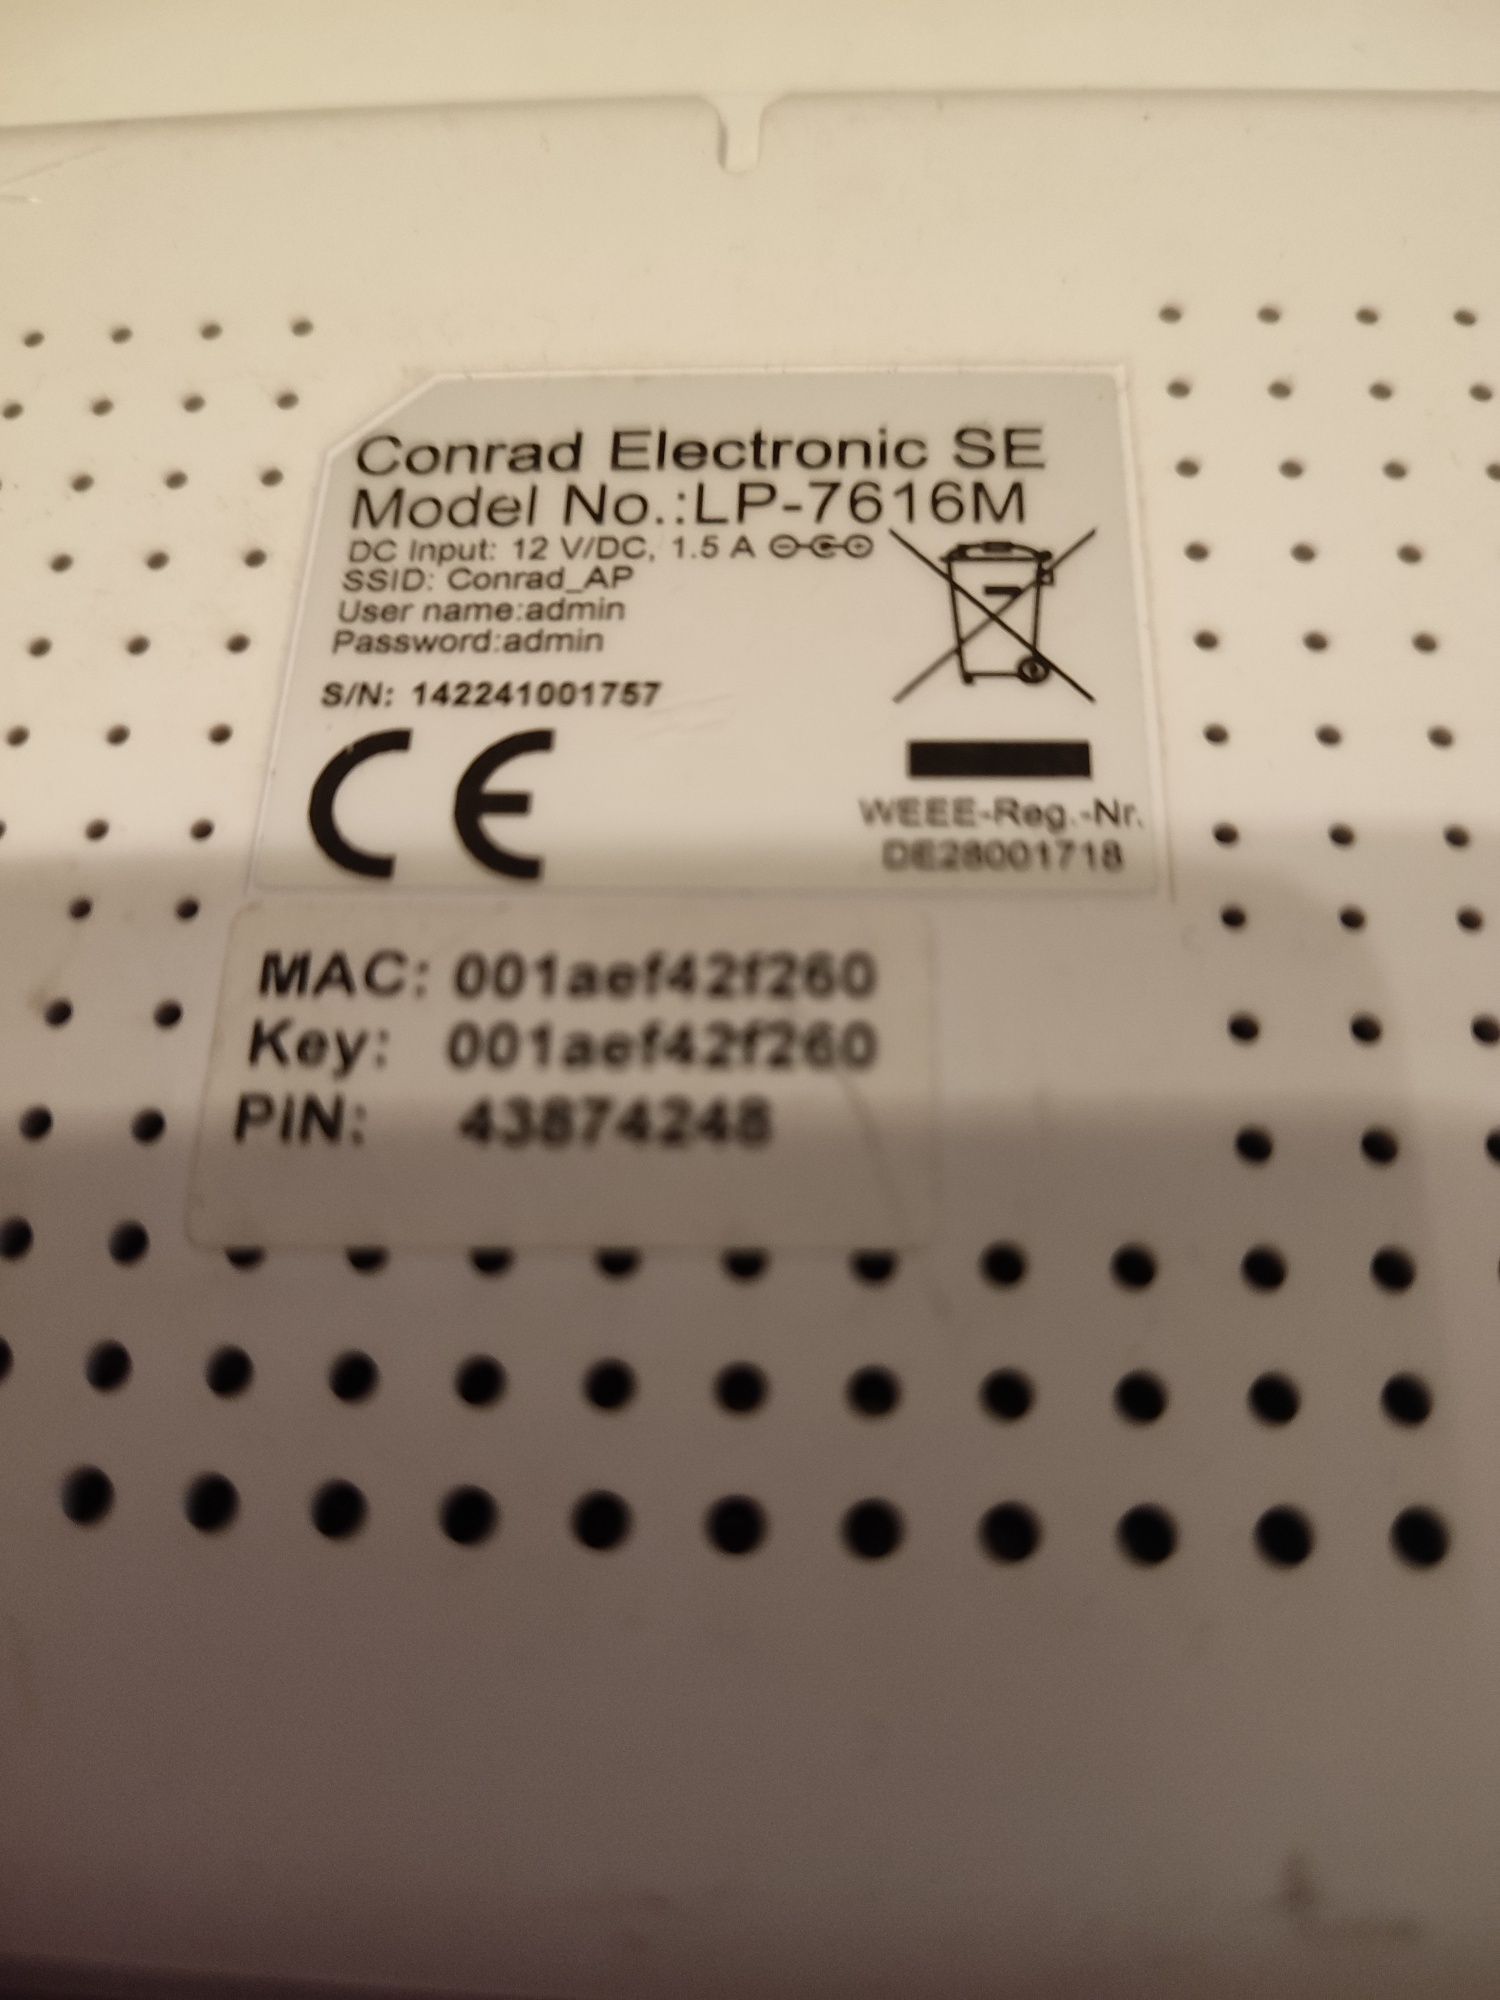 Conrad Electronic SE
Model No.:LP-7616M
DC Input: 12 V/DC, 1.5 A
SSID: Conrad_AP
User name:admin
Password:admin
S/N: 142241001757
CE
WEEE-Reg.-Nr.
DE28001718
MAC: 001aef42f260
Key: 001aef42f260
PIN: 43874248